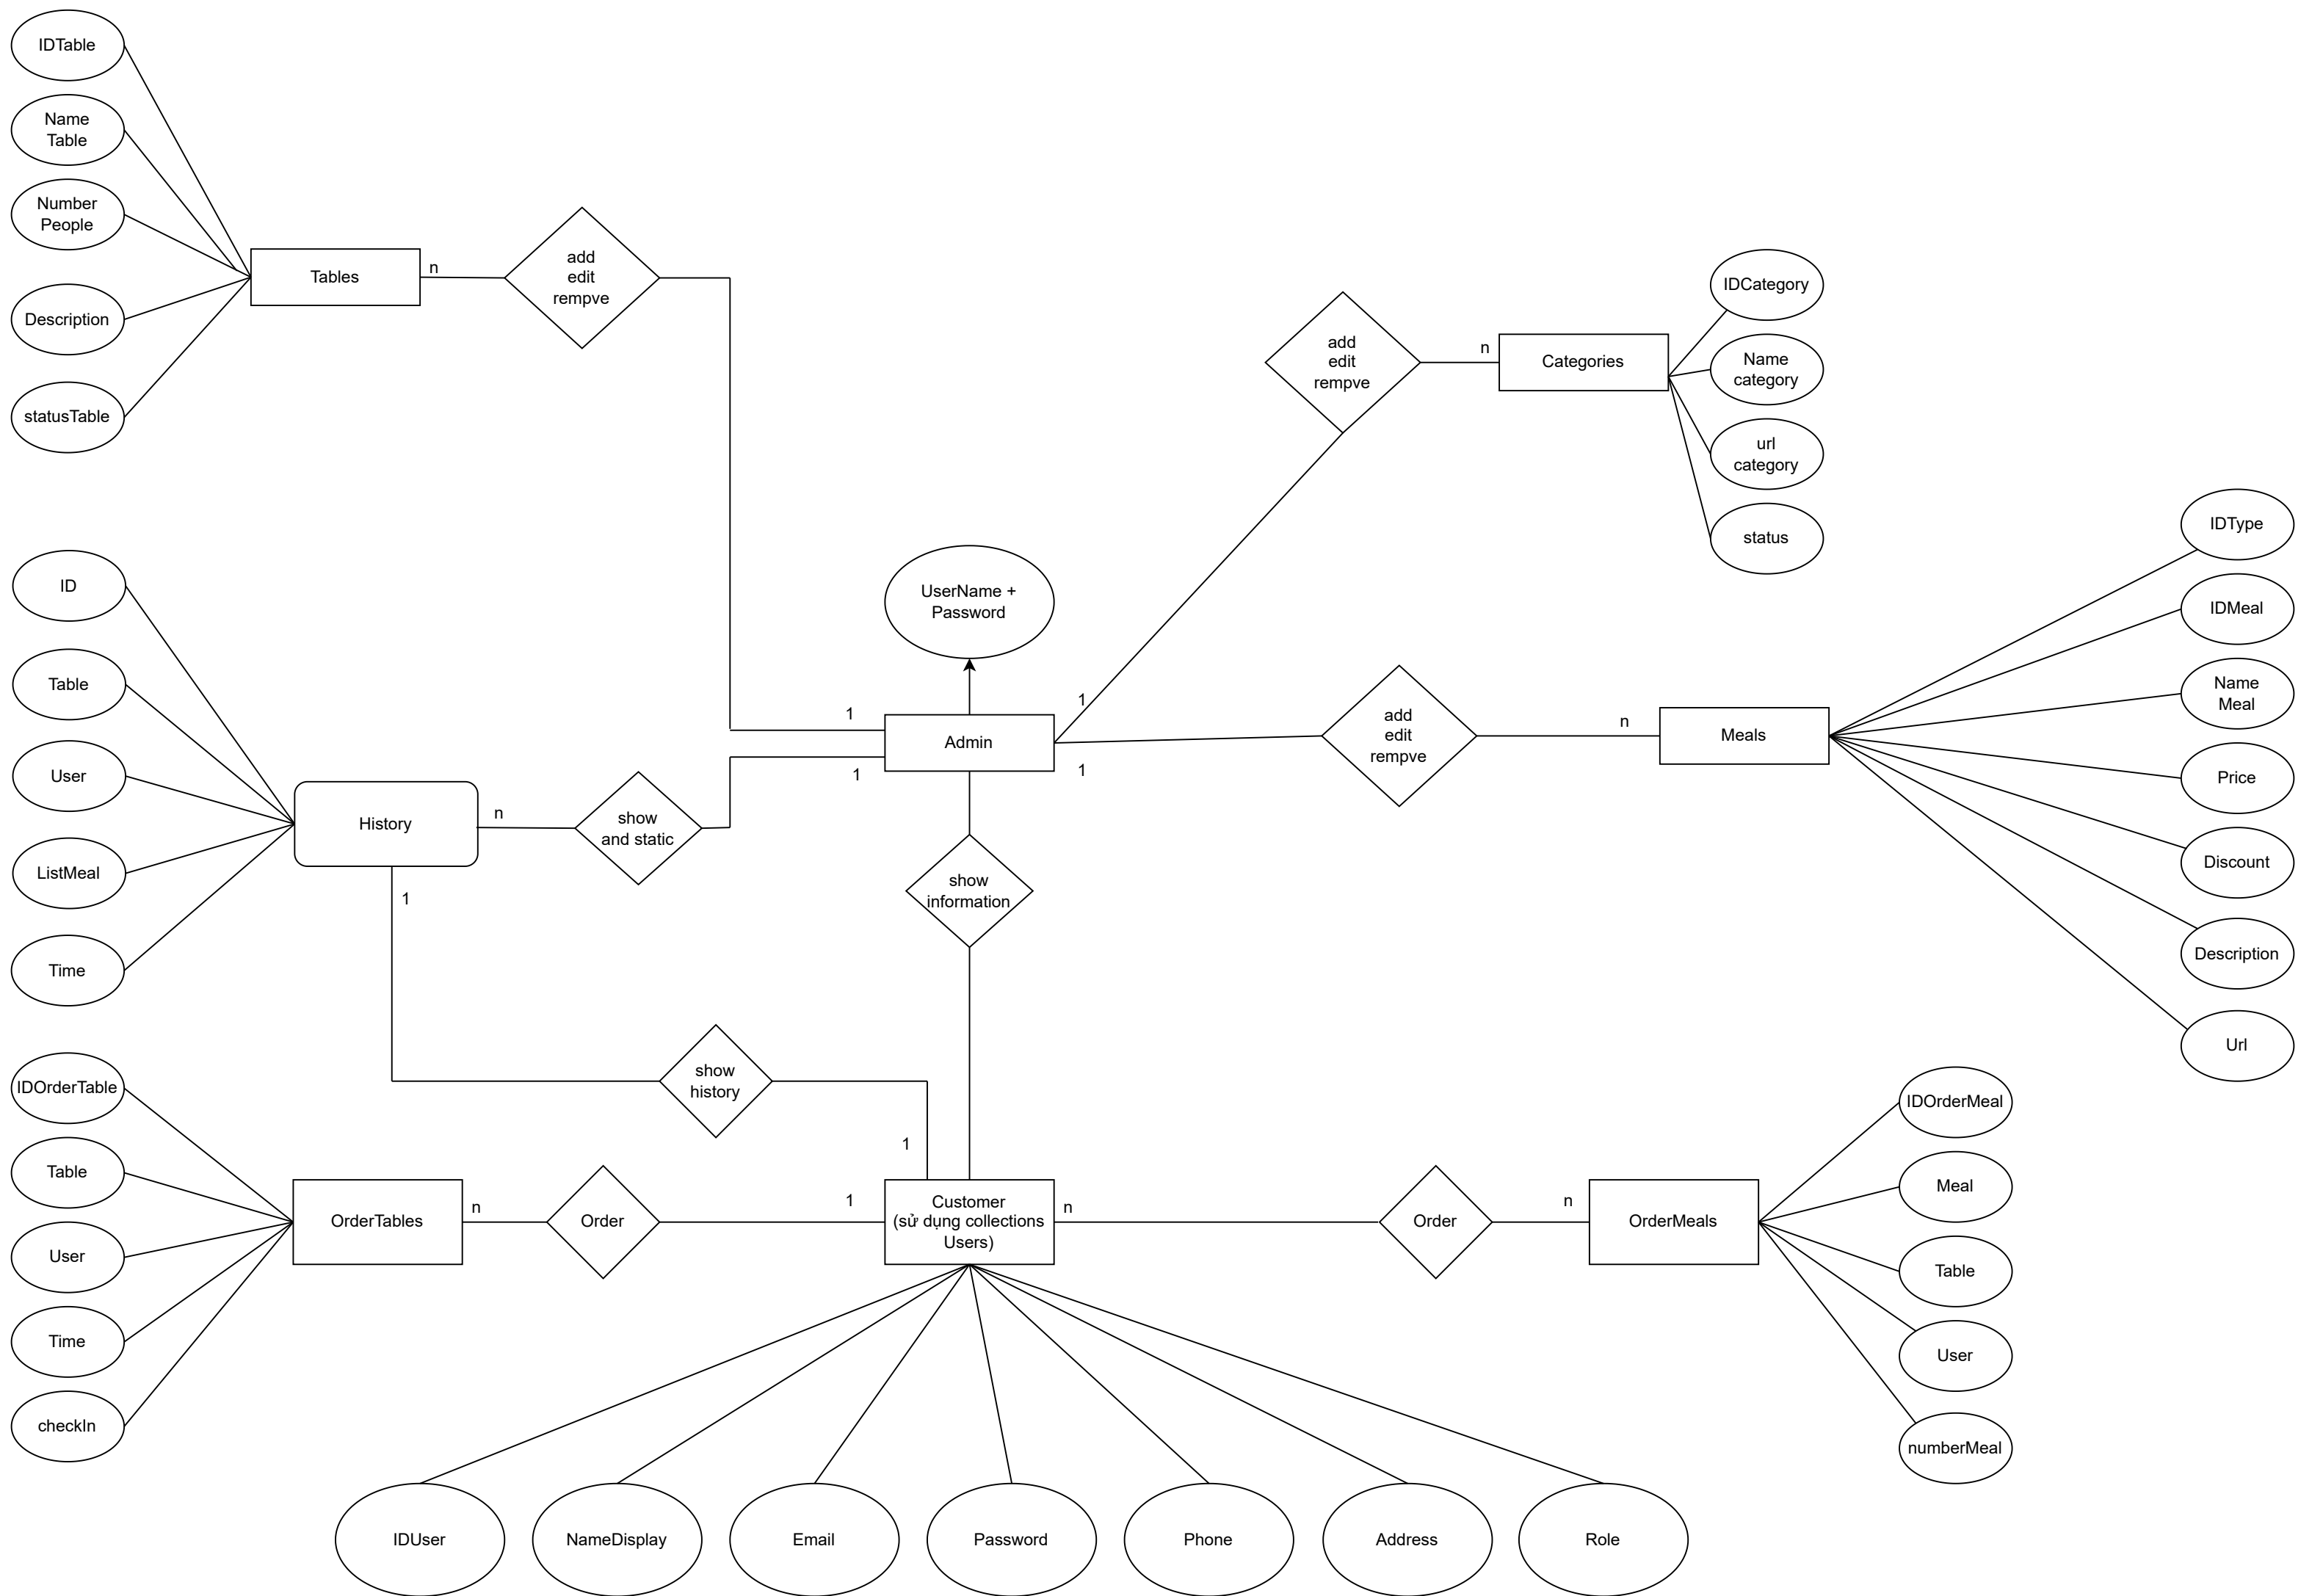 IDTable
Name
Table
Number
People
Description
statusTable
Tables
n
add
edit
rempve
add
edit
rempve
n
Categories
IDCategory
Name
category
url
category
status
UserName +
Password
1
1
Admin
1
1
add
edit
rempve
n
Meals
IDType
IDMeal
Name
Meal
Price
Discount
Description
Url
ID
Table
User
ListMeal
Time
History
n
show
and static
1
show
information
show
history
1
IDOrderTable
Table
User
Time
checkIn
OrderTables
n
Order
1
Customer
(sử dụng collections
Users)
n
Order
n
OrderMeals
IDOrderMeal
Meal
Table
User
numberMeal
IDUser
NameDisplay
Email
Password
Phone
Address
Role